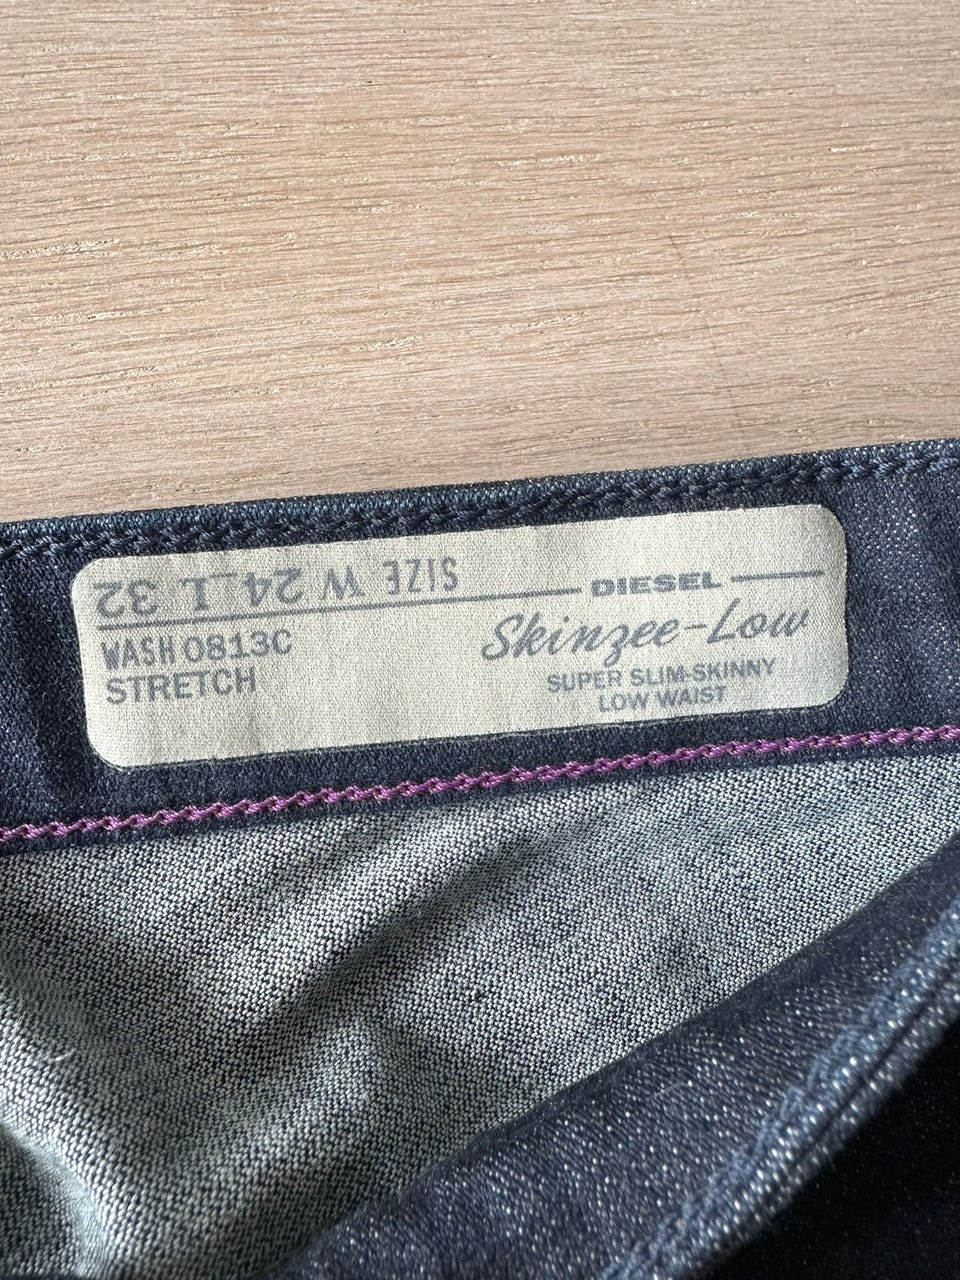 SIZE W 24 L 32
DIESEL
Skinzee-Low
SUPER SLIM-SKINNY
LOW WAIST
WASH 0813C
STRETCH